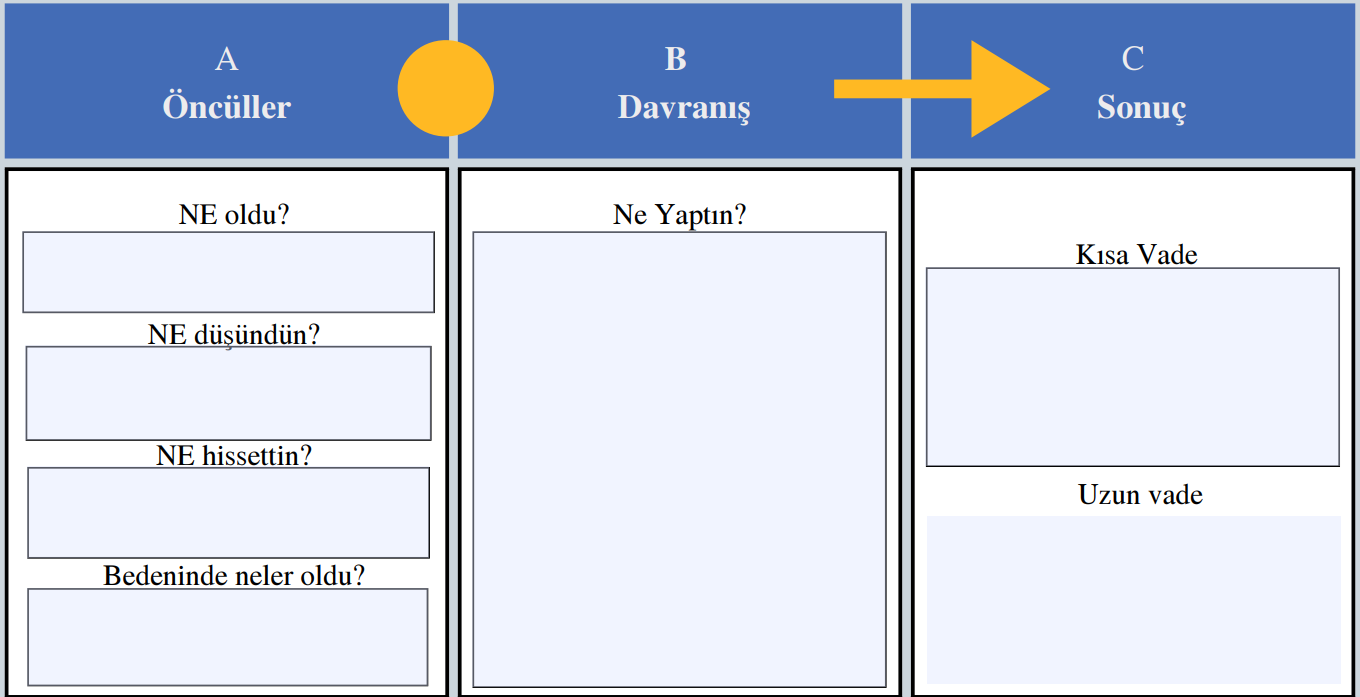 A
Öncüller
B
Davranış
C
Sonuç
NE oldu?
NE düşündün?
NE hissettin?
Bedeninde neler oldu?
Ne Yaptın?
Kısa Vade
Uzun vade